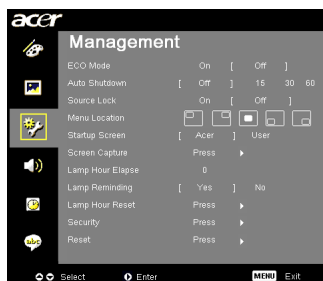 acer
Management
ECO Mode On [ Off ]
Auto Shutdown [ Off ] 15 30 60
Source Lock On [ Off ]
Menu Location
Startup Screen [ Acer ] User
Screen Capture Press
Lamp Hour Elapse 0
Lamp Reminding [ Yes ] No
Lamp Hour Reset Press
Security Press
Reset Press
abc
Select Enter MENU Exit